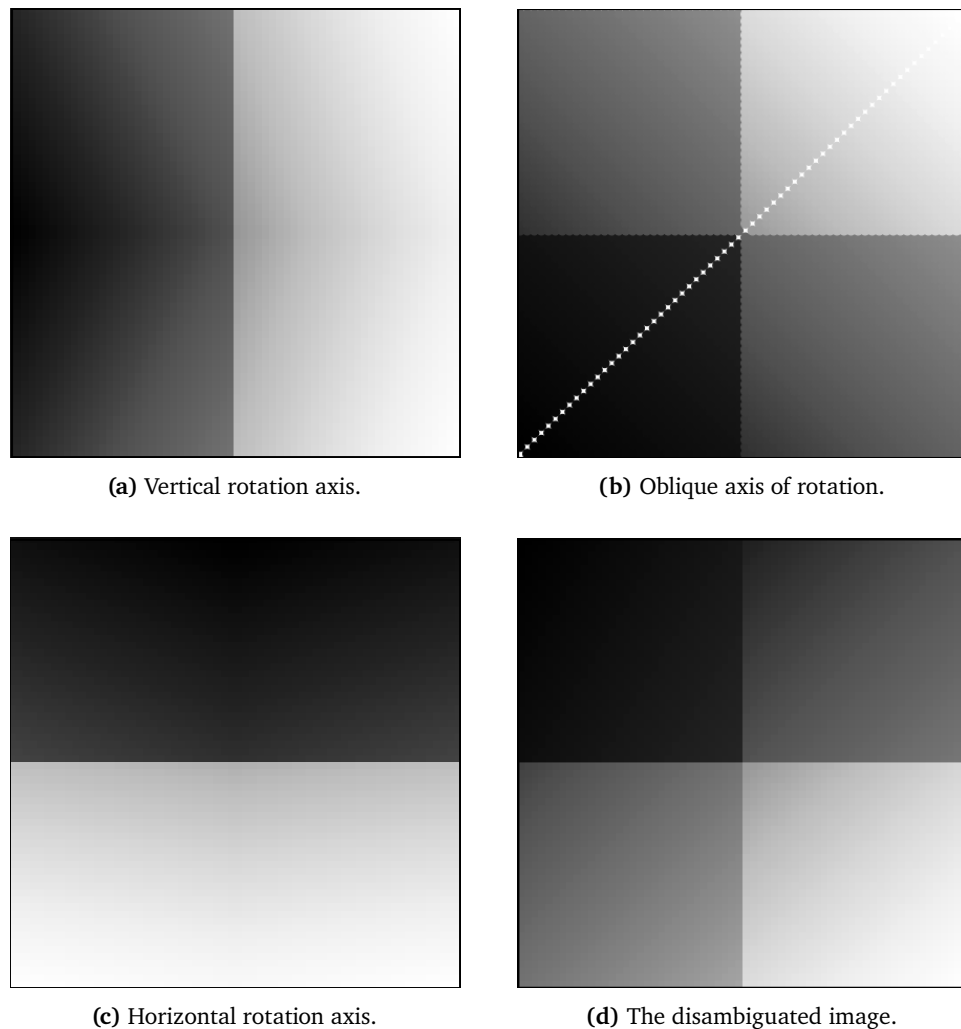 (a) Vertical rotation axis.
(b) Oblique axis of rotation.
(c) Horizontal rotation axis.
(d) The disambiguated image.